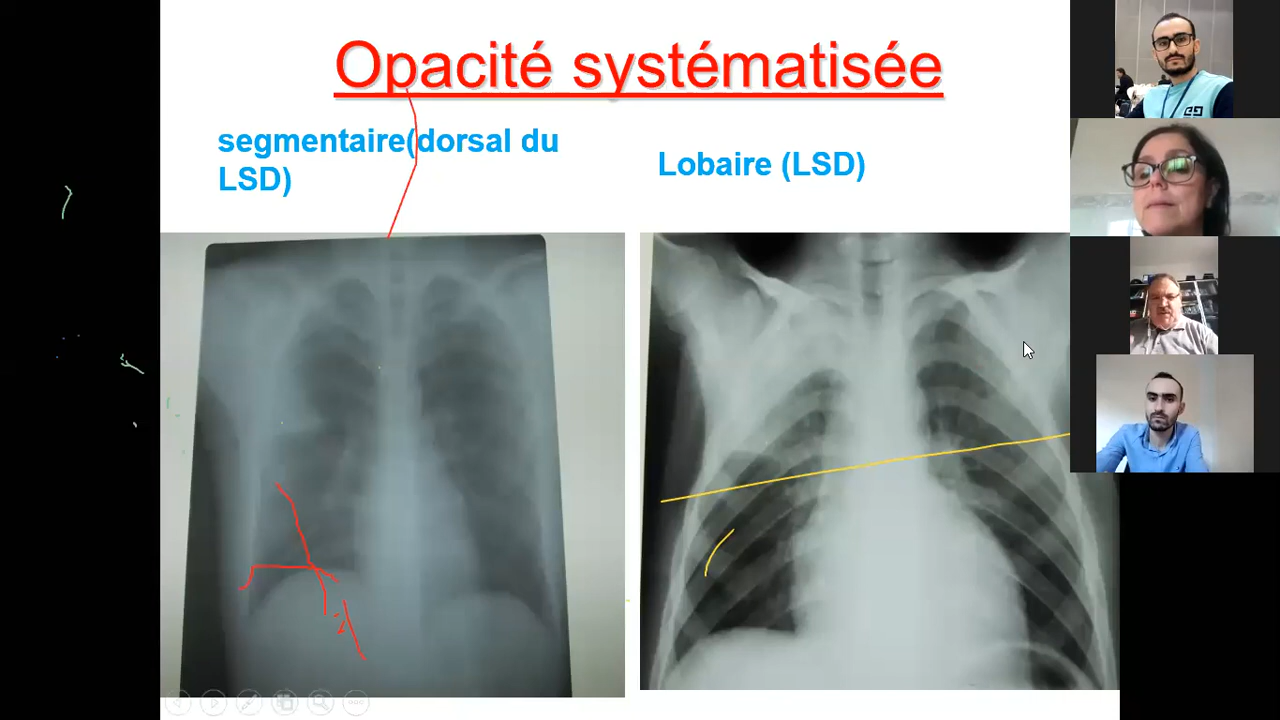 Opacité systématisée
segmentaire(dorsal du
LSD)
Lobaire (LSD)